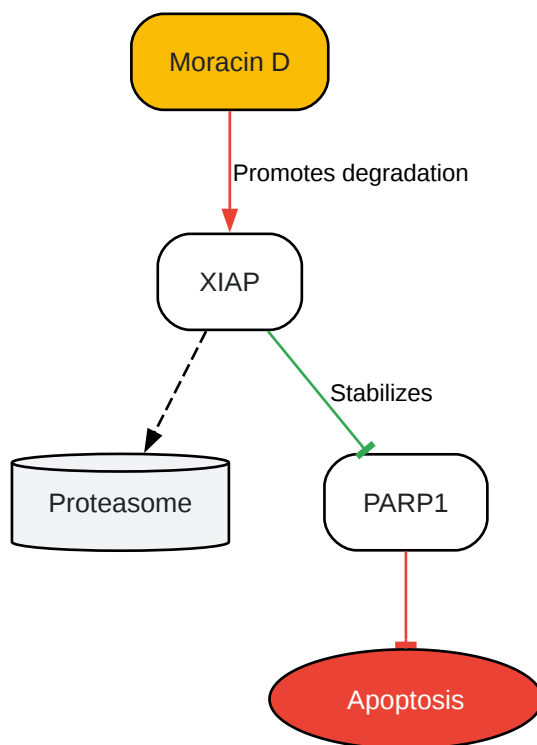 Moracin D
Promotes degradation
XIAP
Stabilizes
Proteasome
PARP1
Apoptosis